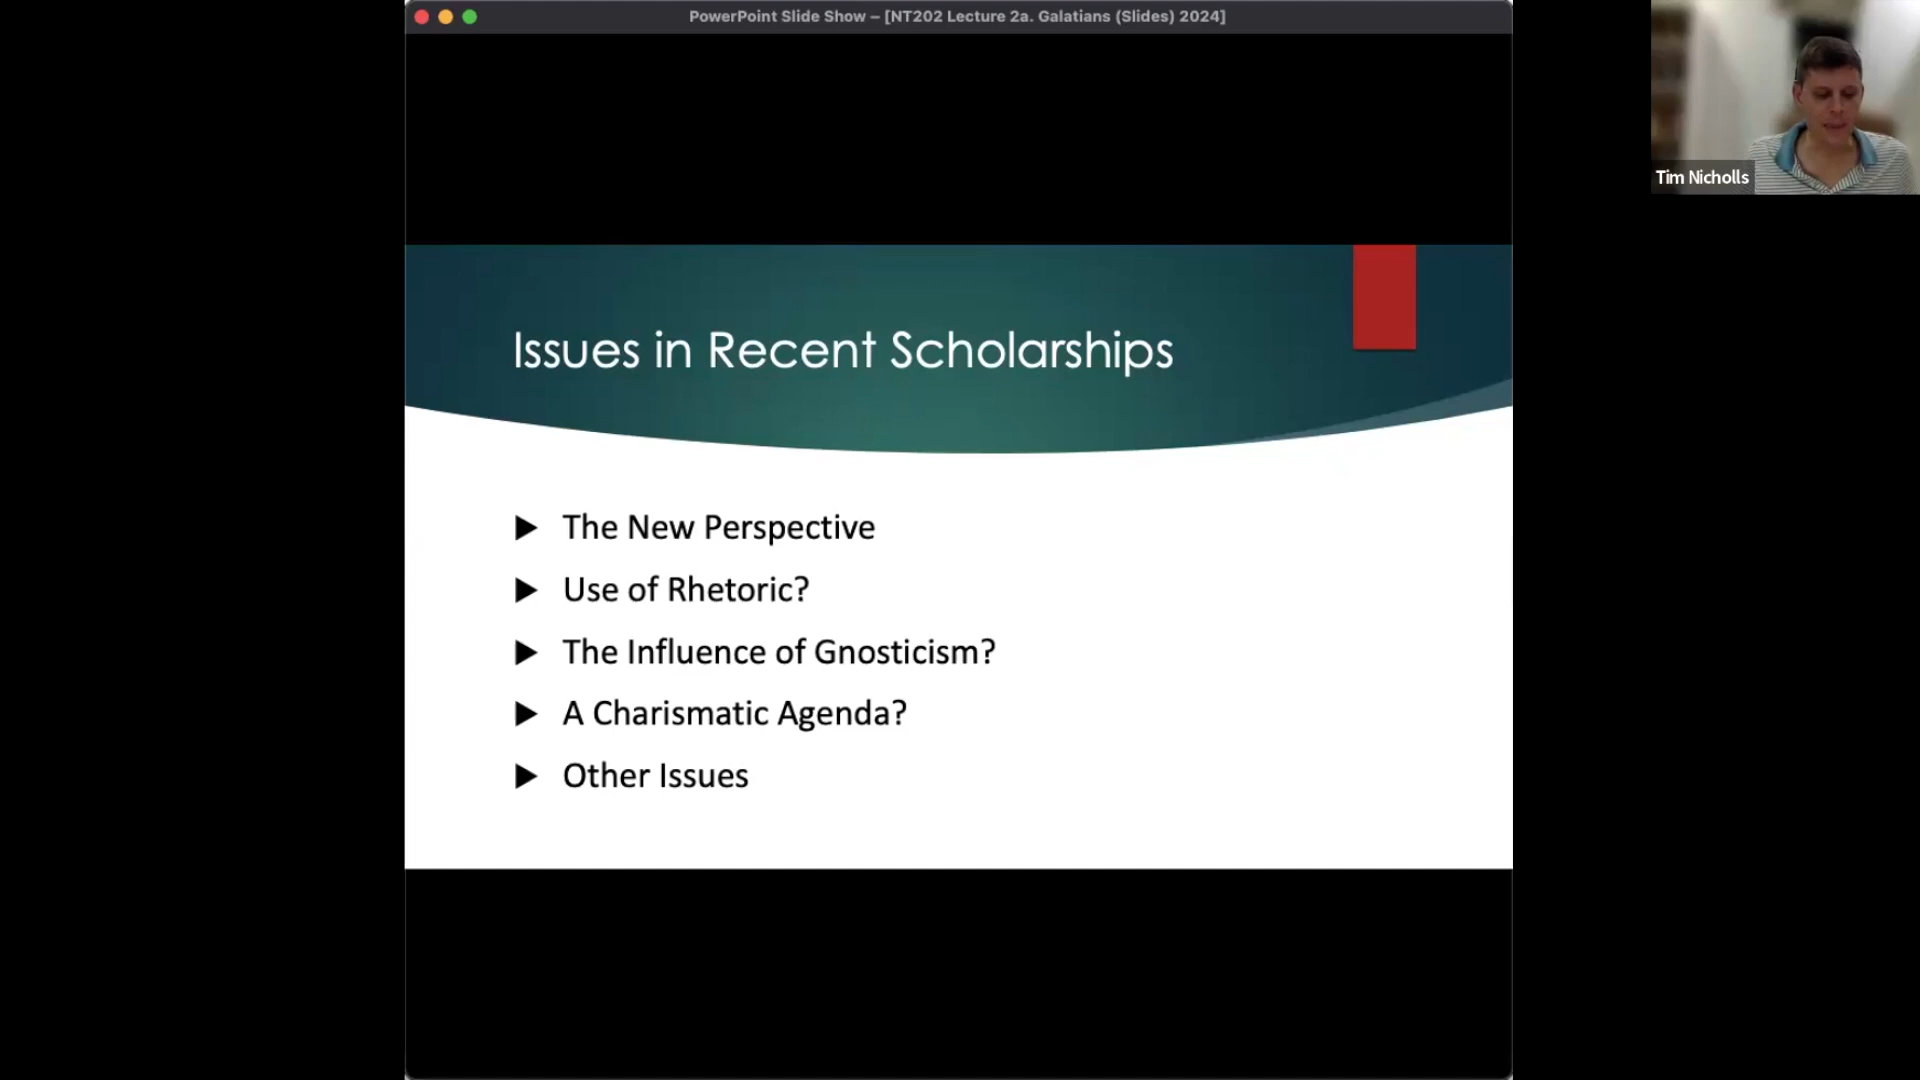 PowerPoint Slide Show – [NT202 Lecture 2a. Galatians (Slides) 2024]
Tim Nicholls
Issues in Recent Scholarships
The New Perspective
Use of Rhetoric?
The Influence of Gnosticism?
A Charismatic Agenda?
Other Issues